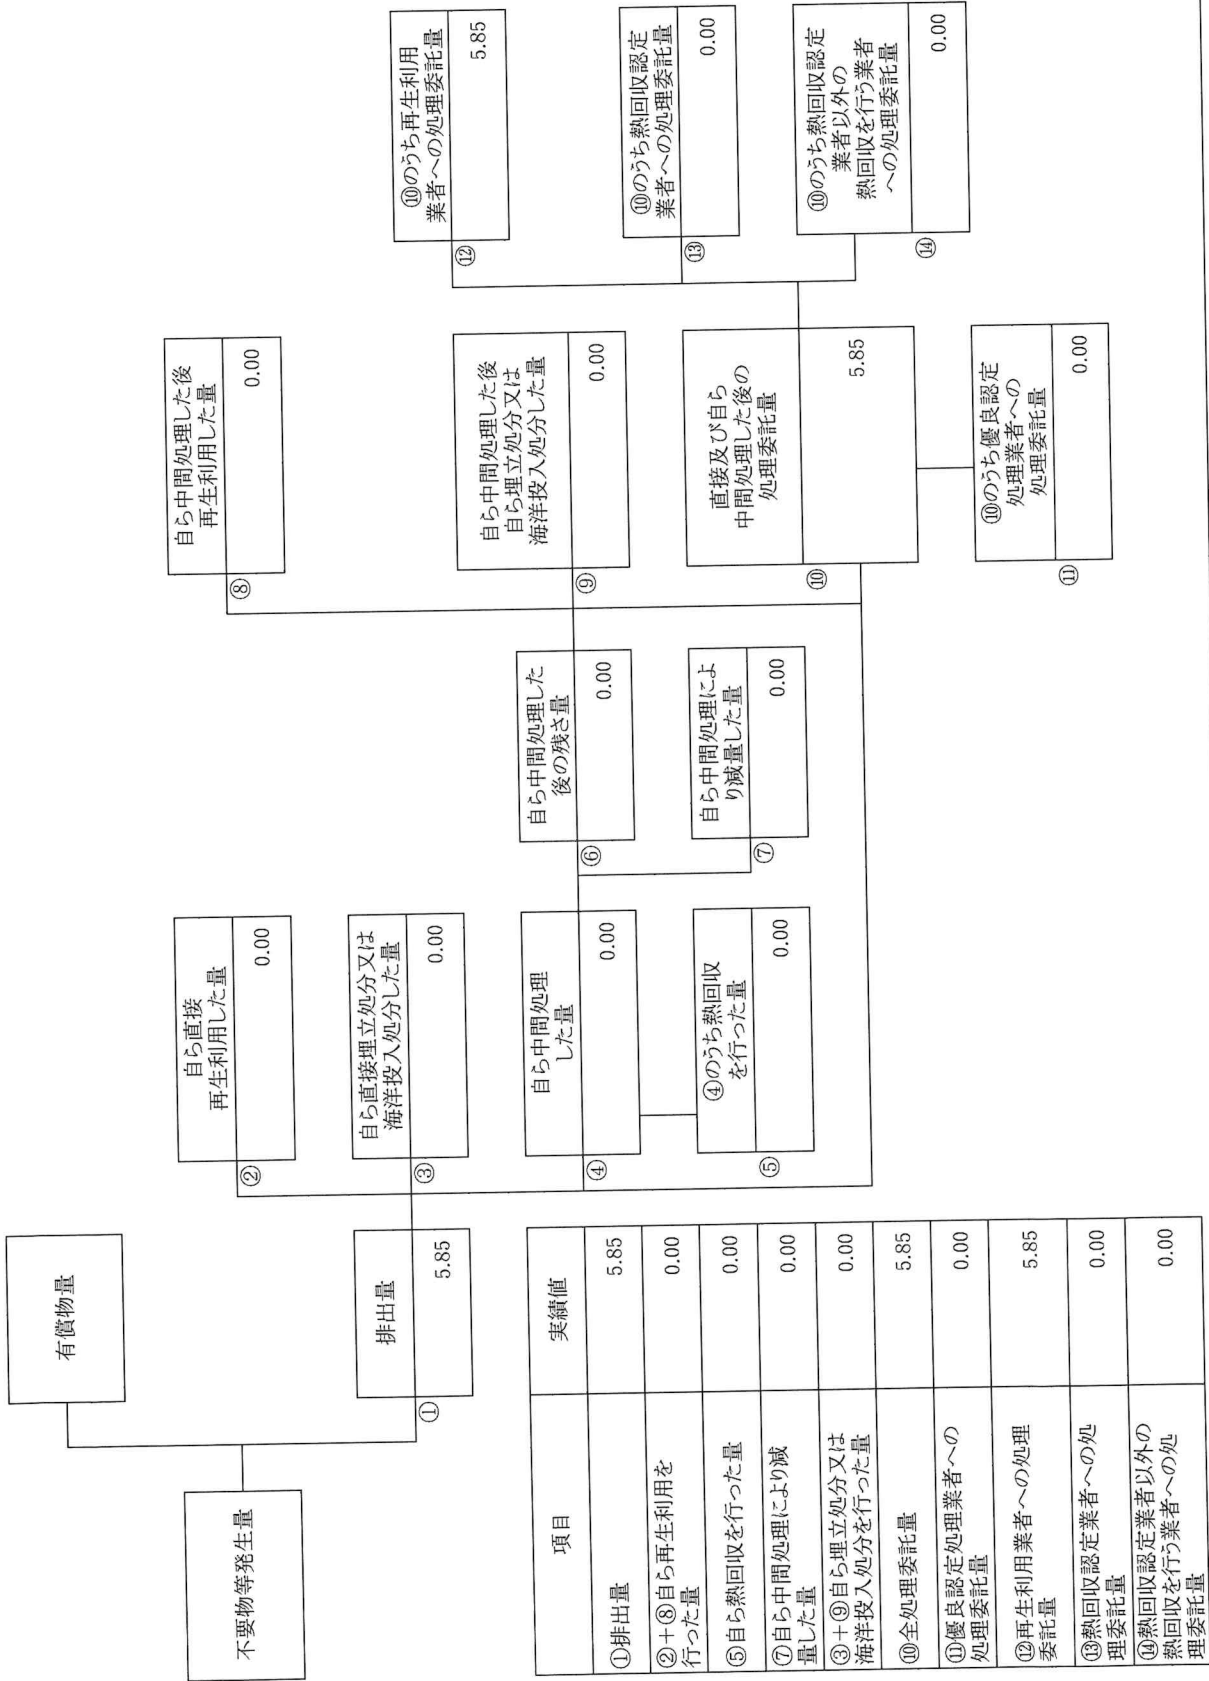 不要物等発生量
有償物量
排出量
①
5.85
自ら直接
再生利用した量
②
0.00
自ら直接埋立処分又は
海洋投入処分した量
③
0.00
自ら中間処理
した量
④
0.00
④のうち熱回収
を行った量
⑤
0.00
自ら中間処理した
後の残さ量
⑥
0.00
自ら中間処理によ
り減量した量
⑦
0.00
自ら中間処理した後
再生利用した量
⑧
0.00
自ら中間処理した後
自ら埋立処分又は
海洋投入処分した量
⑨
0.00
直接及び自ら
中間処理した後の
処理委託量
⑩
5.85
⑩のうち優良認定
処理業者への
処理委託量
⑪
0.00
⑩のうち再生利用
業者への処理委託量
⑫
5.85
⑩のうち熱回収認定
業者への処理委託量
⑬
0.00
⑩のうち熱回収認定
業者以外の
熱回収を行う業者
への処理委託量
⑭
0.00
項目 実績値
①排出量 5.85
②+⑧自ら再生利用を
行った量 0.00
⑤自ら熱回収を行った量 0.00
⑦自ら中間処理により減
量した量 0.00
③+⑨自ら埋立処分又は
海洋投入処分を行った量 0.00
⑩全処理委託量 5.85
⑪優良認定処理業者への
処理委託量 0.00
⑫再生利用業者への処理
委託量 5.85
⑬熱回収認定業者への処
理委託量 0.00
⑭熱回収認定業者以外の
熱回収を行う業者への処
理委託量 0.00